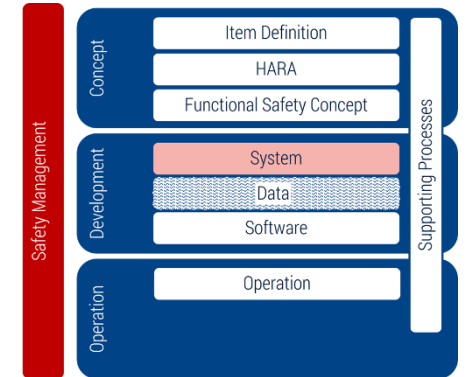 Safety Management
Concept
Item Definition
HARA
Functional Safety Concept
Development
System
Data
Software
Operation
Operation
Supporting Processes